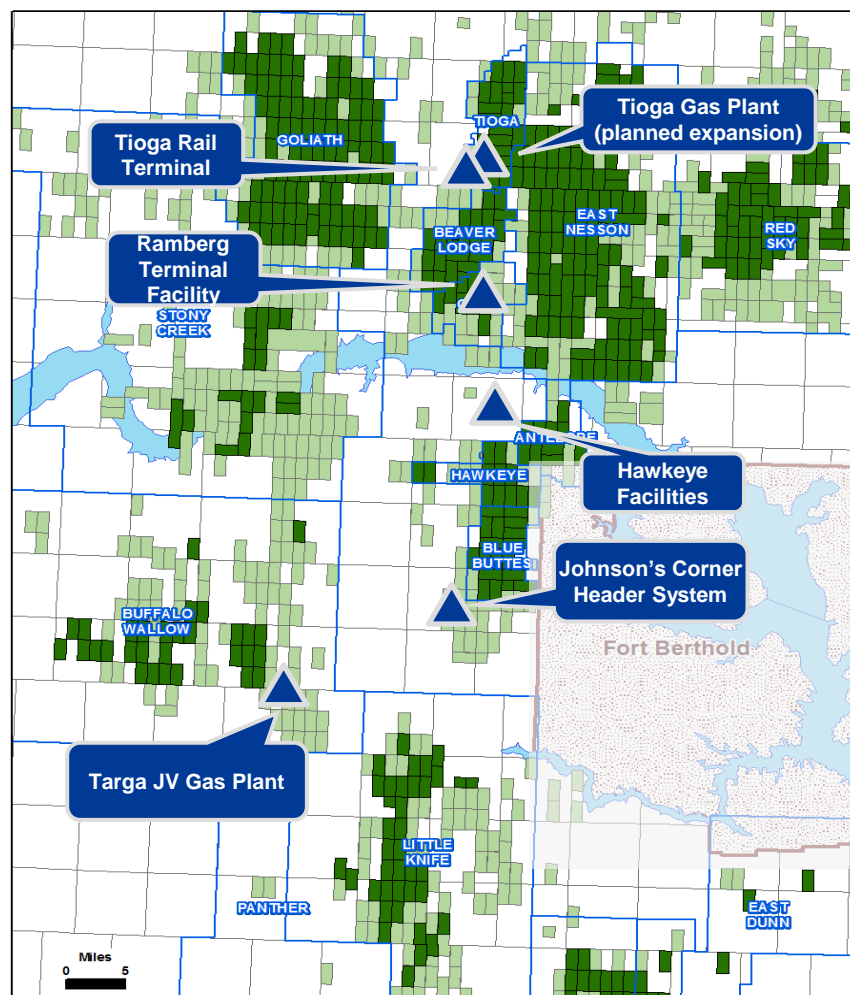 TIOGA
Tioga Gas Plant
(planned expansion)
Tioga Rail
Terminal
GOLIATH
EAST
NESSON
RED
SKY
BEAVER
LODGE
Ramberg
Terminal
Facility
STONY
CREEK
ANTELOPE
HAWKEYE
Hawkeye
Facilities
BLUE
BUTTES
Johnson's Corner
Header System
BUFFALO
WALLOW
Fort Berthold
Targa JV Gas Plant
LITTLE
KNIFE
PANTHER
EAST
DUNN
Miles
0 5